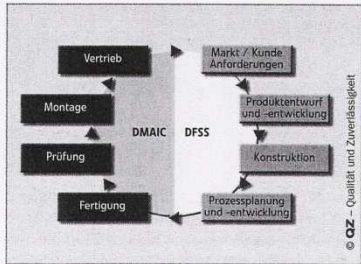 Vertrieb
Markt / Kunde
Anforderungen
Montage
Produktentwurf
und -entwicklung
DMAIC
DFSS
Prüfung
Konstruktion
Fertigung
Prozessplanung
und -entwicklung
© QZ – Qualität und Zuverlässigkeit